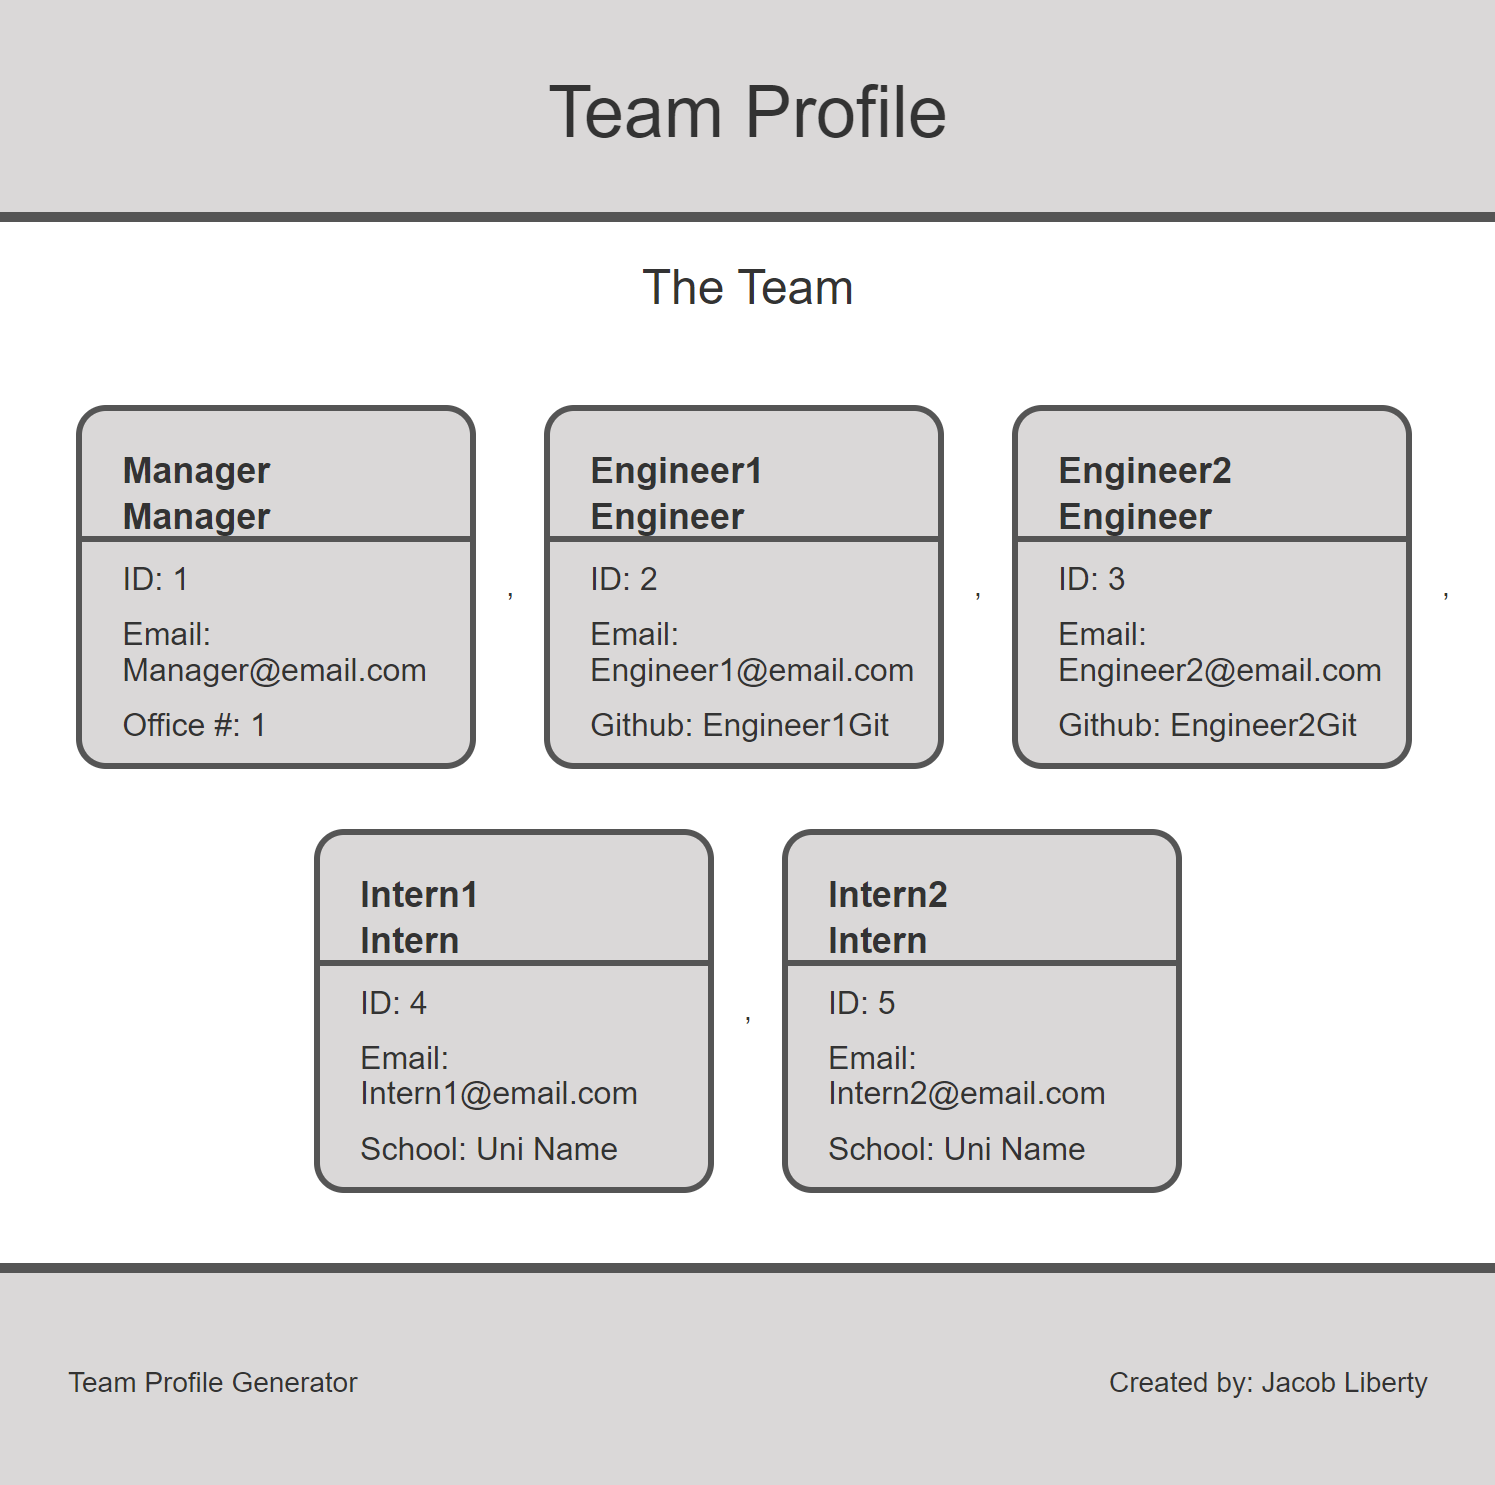 Team Profile
The Team
Manager
Manager
ID: 1
Email:
Manager@email.com
Office #: 1
,
Engineer1
Engineer
ID: 2
Email:
Engineer1@email.com
Github: Engineer1Git
,
Engineer2
Engineer
ID: 3
Email:
Engineer2@email.com
Github: Engineer2Git
,
Intern1
Intern
ID: 4
Email:
Intern1@email.com
School: Uni Name
,
Intern2
Intern
ID: 5
Email:
Intern2@email.com
School: Uni Name
Team Profile Generator
Created by: Jacob Liberty